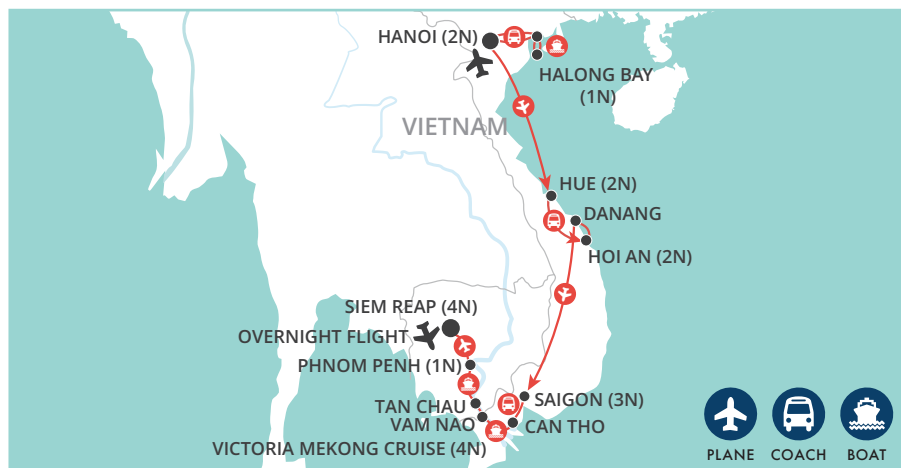 HANOI (2N)
HALONG BAY
(1N)
VIETNAM
HUE (2N)
DANANG
HOI AN (2N)
SIEM REAP (4N)
OVERNIGHT FLIGHT
PHNOM PENH (1N)
TAN CHAU
VAM NAO
SAIGON (3N)
CAN THO
VICTORIA MEKONG CRUISE (4N)
PLANE COACH BOAT